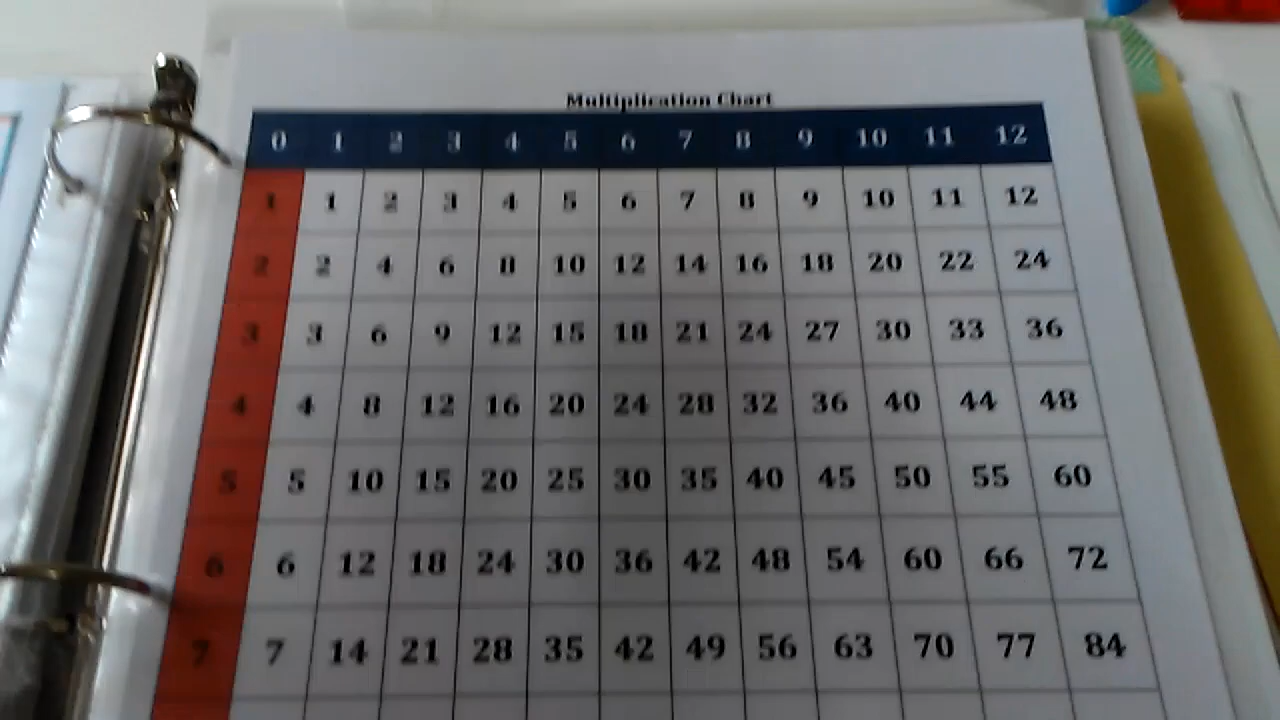 Multiplication Chart
0 1 2 3 4 5 6 7 8 9 10 11 12
1 1 2 3 4 5 6 7 8 9 10 11 12
2 2 4 6 8 10 12 14 16 18 20 22 24
3 3 6 9 12 15 18 21 24 27 30 33 36
4 4 8 12 16 20 24 28 32 36 40 44 48
5 5 10 15 20 25 30 35 40 45 50 55 60
6 6 12 18 24 30 36 42 48 54 60 66 72
7 7 14 21 28 35 42 49 56 63 70 77 84